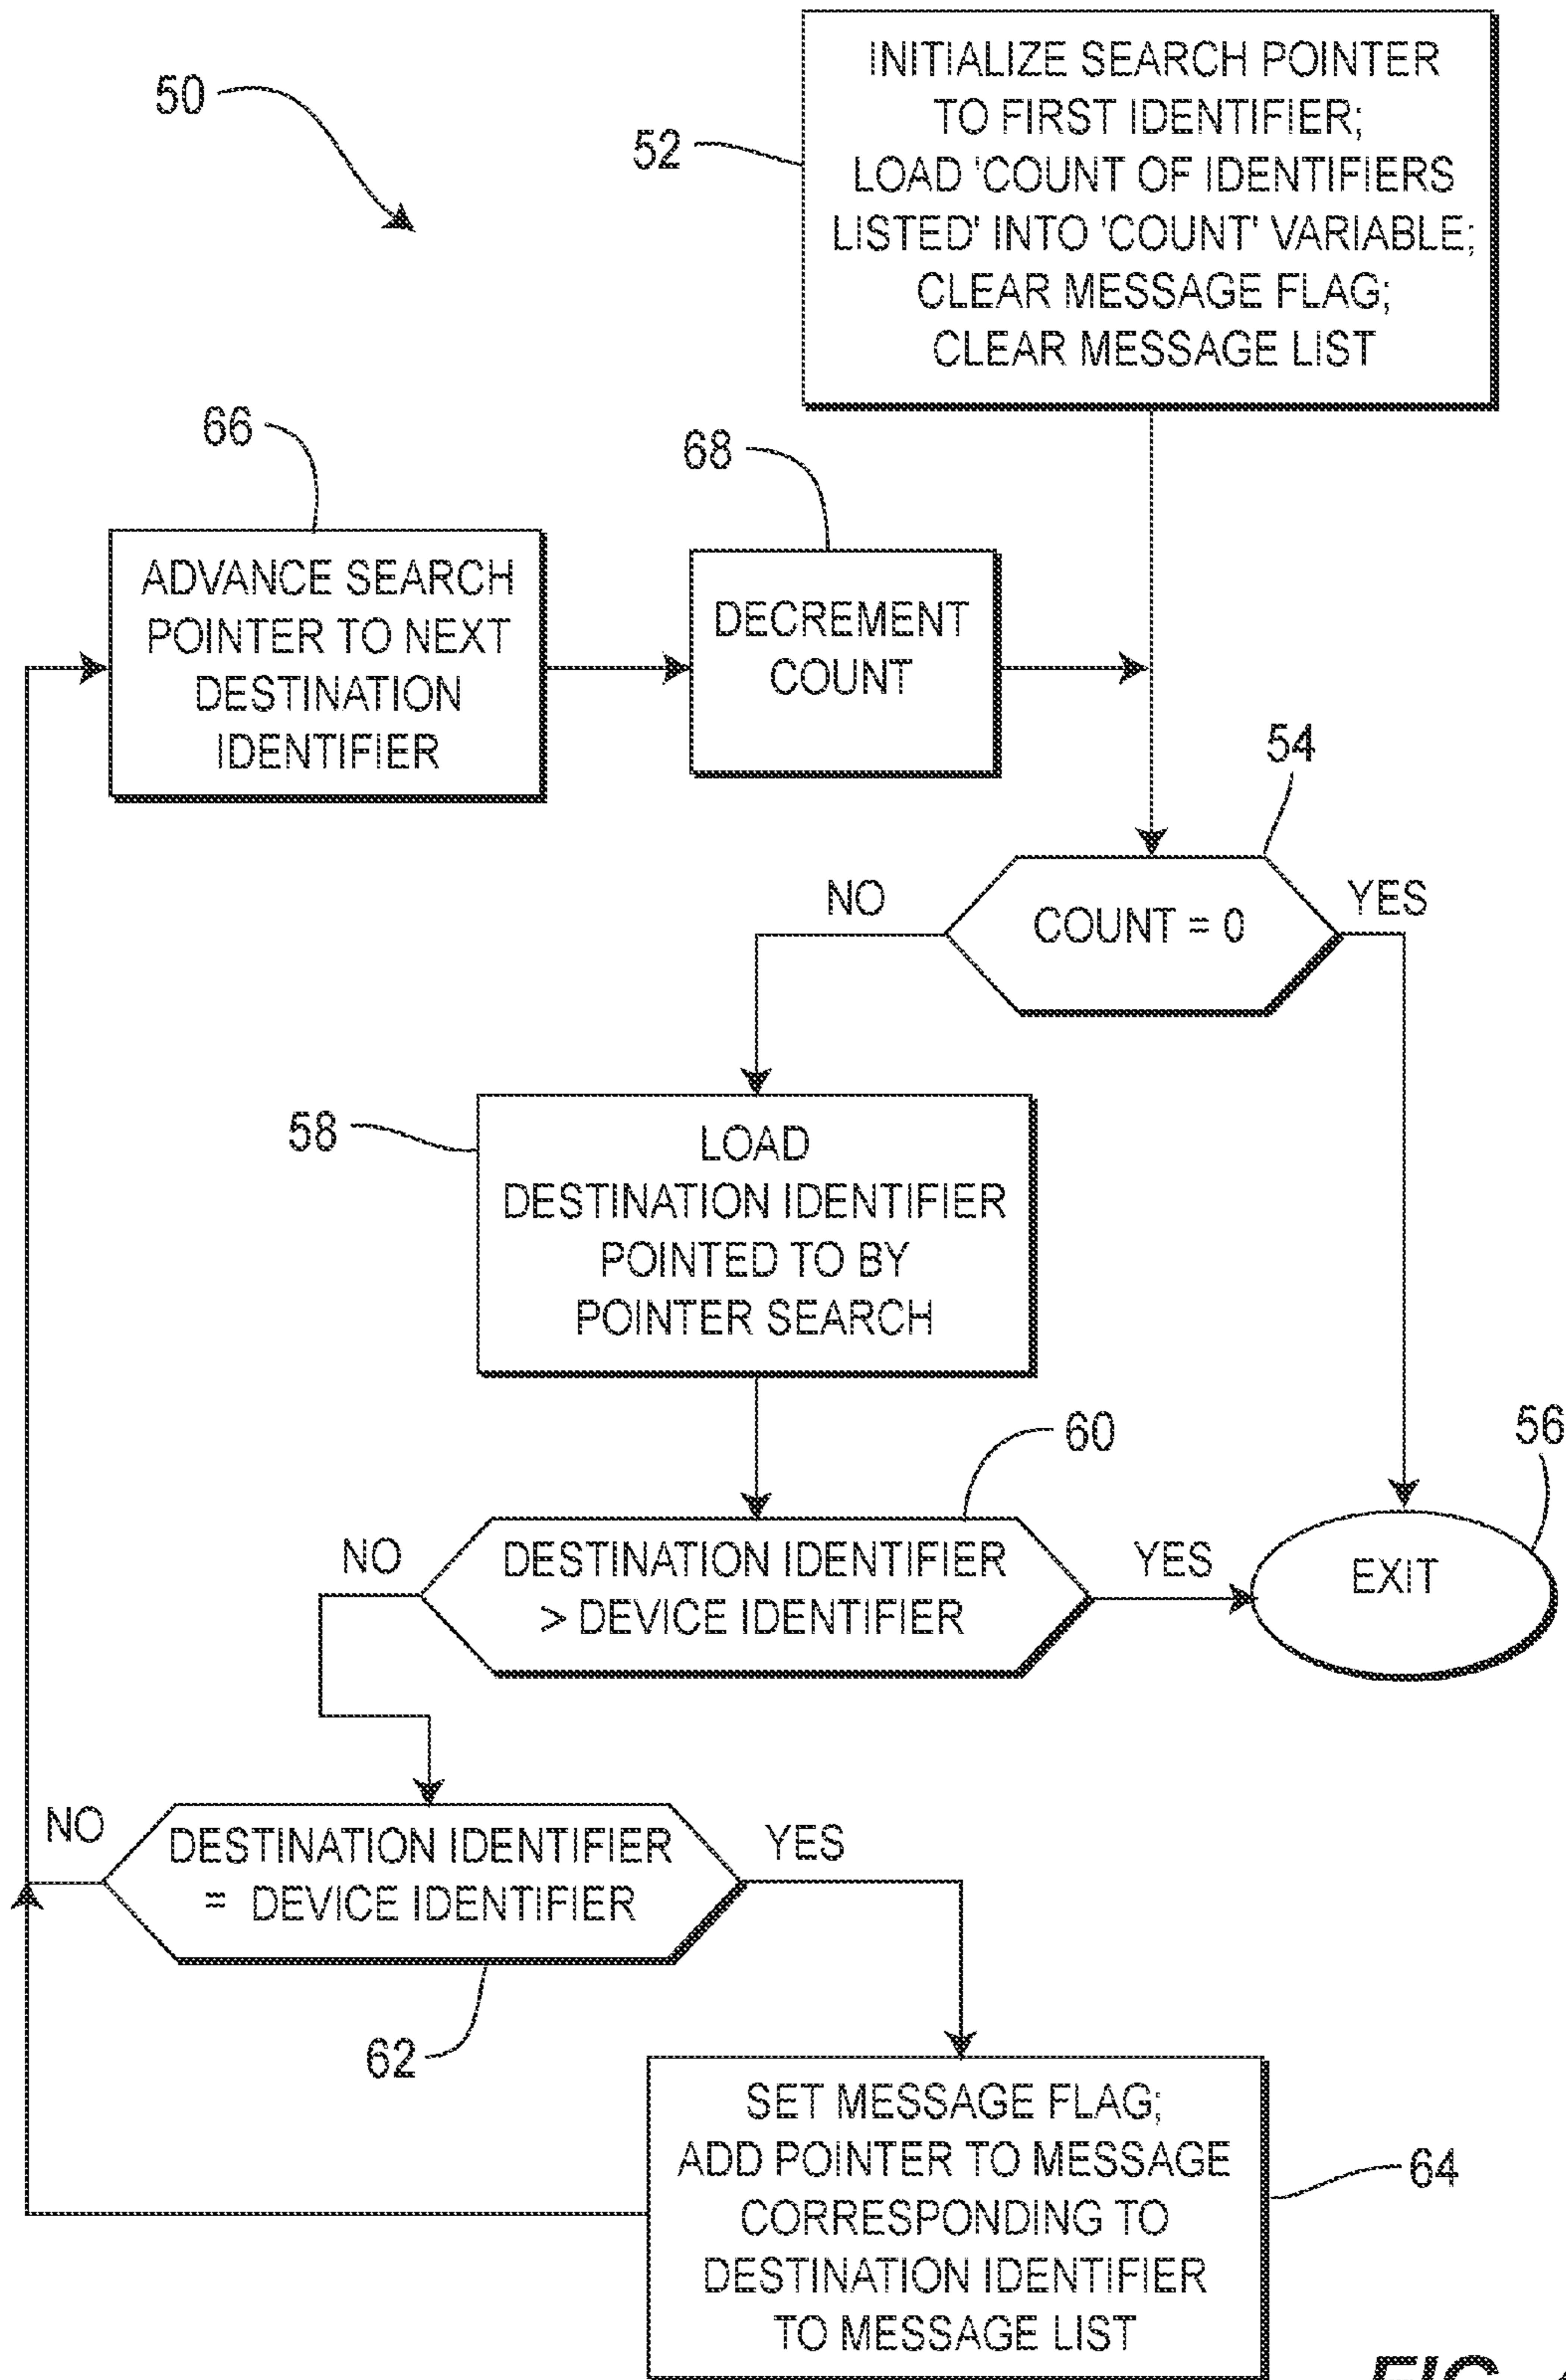 50
52
INITIALIZE SEARCH POINTER
TO FIRST IDENTIFIER;
LOAD 'COUNT OF IDENTIFIERS
LISTED' INTO 'COUNT' VARIABLE;
CLEAR MESSAGE FLAG;
CLEAR MESSAGE LIST
66
68
ADVANCE SEARCH
POINTER TO NEXT
DESTINATION
IDENTIFIER
DECREMENT
COUNT
54
NO
YES
COUNT = 0
58
LOAD
DESTINATION IDENTIFIER
POINTED TO BY
POINTER SEARCH
60
56
NO
DESTINATION IDENTIFIER
> DEVICE IDENTIFIER
YES
EXIT
NO
DESTINATION IDENTIFIER
= DEVICE IDENTIFIER
YES
62
SET MESSAGE FLAG;
ADD POINTER TO MESSAGE
CORRESPONDING TO
DESTINATION IDENTIFIER
TO MESSAGE LIST
64
FIG.